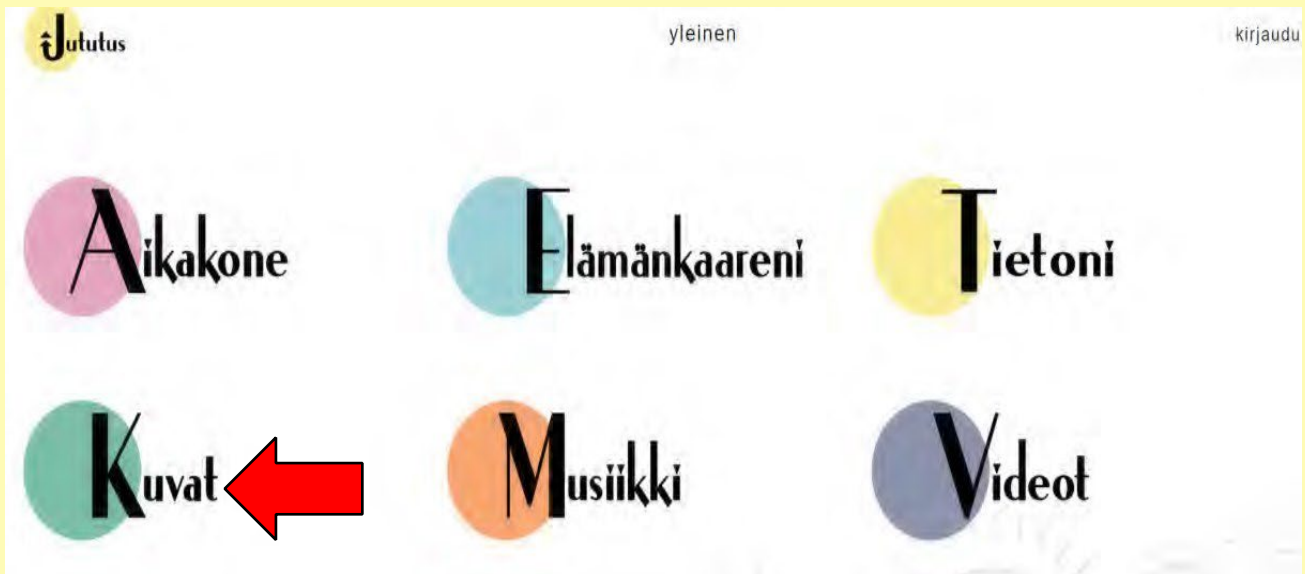 Jututus yleinen kirjaudu
Aikakone Elämänkaareni Tietoni
Kuvat Musiikki Videot